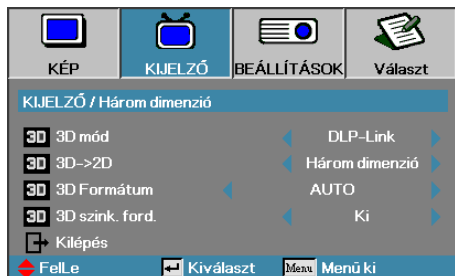 KÉP KIJELZŐ BEÁLLÍTÁSOK Választ
KIJELZŐ / Három dimenzió
3D 3D mód DLP-Link
3D 3D->2D Három dimenzió
3D 3D Formátum AUTO
3D 3D szink. ford. Ki
Kilépés
FelLe Kiválaszt Menu Menü ki